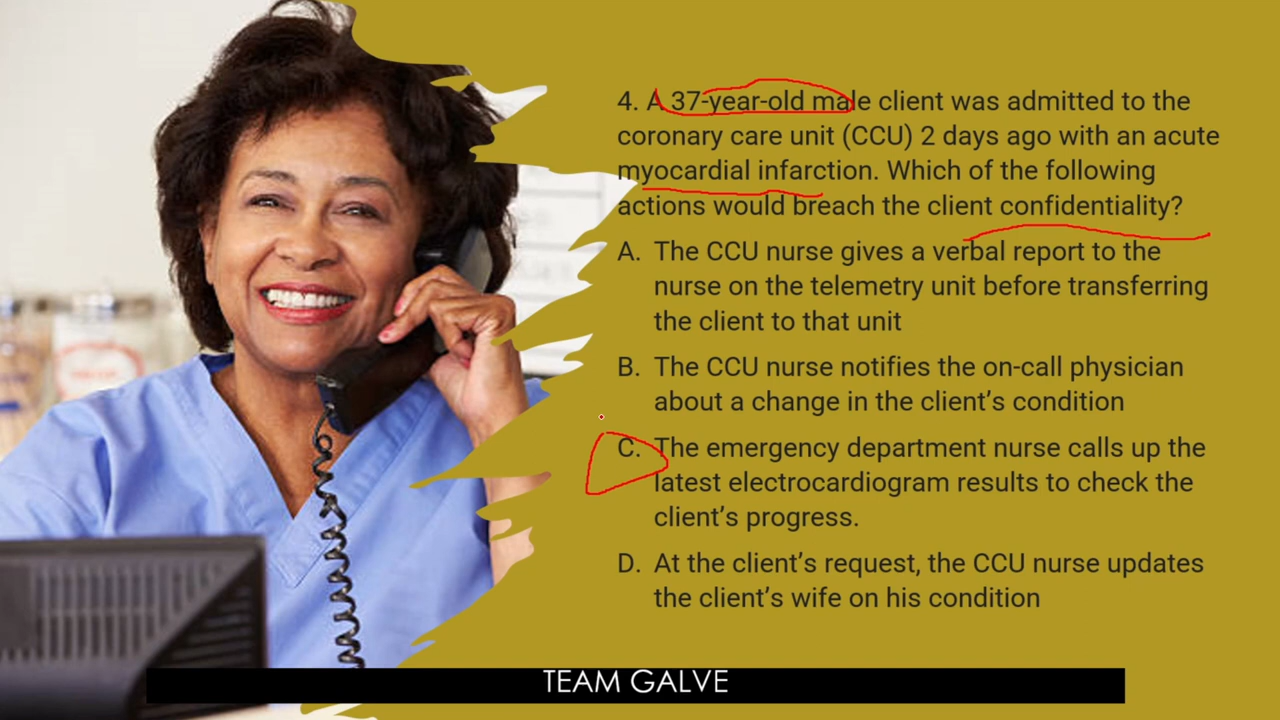 4. A 37-year-old male client was admitted to the
coronary care unit (CCU) 2 days ago with an acute
myocardial infarction. Which of the following
actions would breach the client confidentiality?
A. The CCU nurse gives a verbal report to the
nurse on the telemetry unit before transferring
the client to that unit
B. The CCU nurse notifies the on-call physician
about a change in the client’s condition
C. The emergency department nurse calls up the
latest electrocardiogram results to check the
client’s progress.
D. At the client’s request, the CCU nurse updates
the client’s wife on his condition
TEAM GALVE